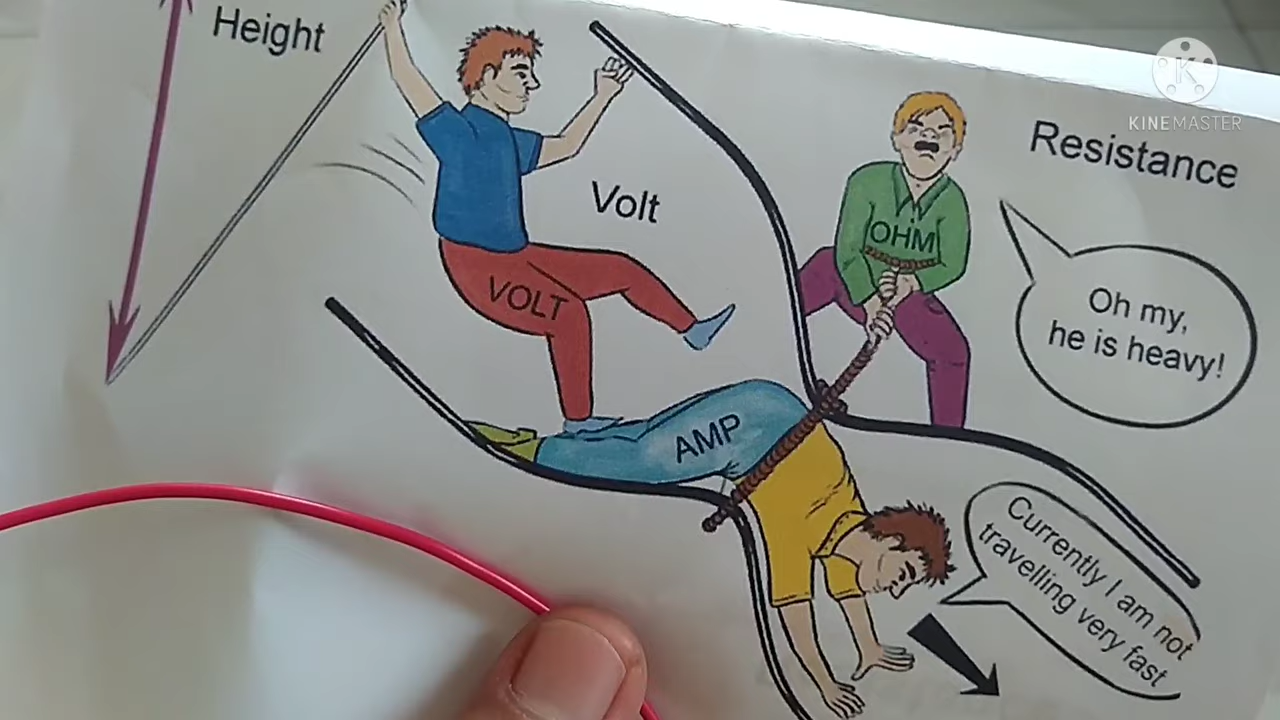 Height
Volt
VOLT
OHM
Resistance
Oh my,
he is heavy!
AMP
Currently I am not
travelling very fast
K
KINEMASTER